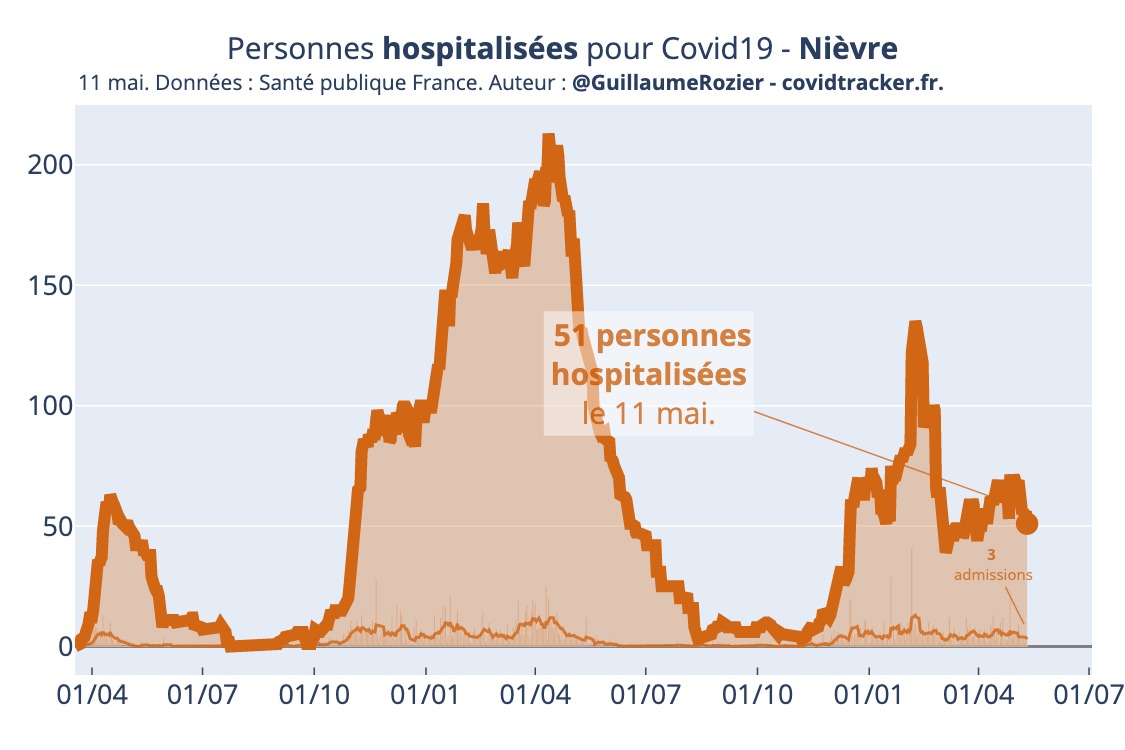 Personnes hospitalisées pour Covid19 - Nièvre
11 mai. Données : Santé publique France. Auteur : @GuillaumeRozier - covidtracker.fr.
200
150
100
50
0
51 personnes
hospitalisées
le 11 mai.
3
admissions
01/04 01/07 01/10 01/01 01/04 01/07 01/10 01/01 01/04 01/07